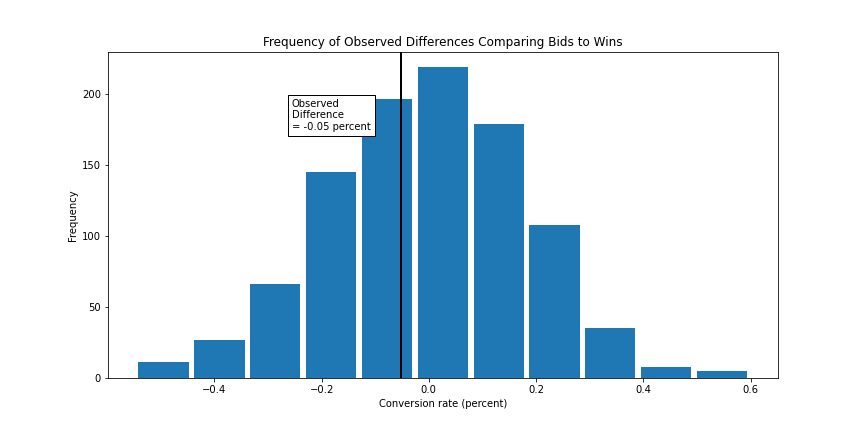 Frequency of Observed Differences Comparing Bids to Wins
Observed
Difference
= -0.05 percent
Frequency
200
150
100
50
0
−0.4
−0.2
0.0
0.2
0.4
0.6
Conversion rate (percent)